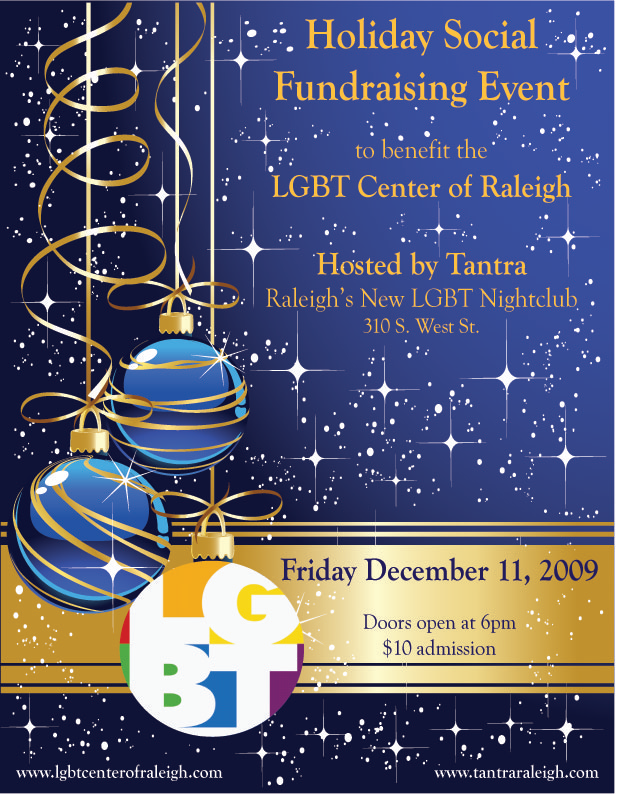 Holiday Social
Fundraising Event
to benefit the
LGBT Center of Raleigh
Hosted by Tantra
Raleigh's New LGBT Nightclub
310 S. West St.
Friday December 11, 2009
Doors open at 6pm
$10 admission
LG
BT
www.lgbtcenterofraleigh.com
www.tantraraleigh.com